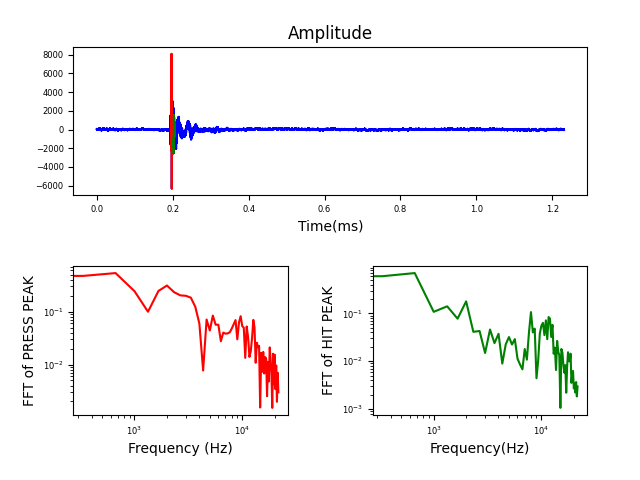 Amplitude
8000
6000
4000
2000
0
−2000
−4000
−6000
0.0 0.2 0.4 0.6 0.8 1.0 1.2
Time(ms)
FFT of PRESS PEAK
10⁻¹
10⁻²
10³ 10⁴
Frequency (Hz)
FFT of HIT PEAK
10⁻¹
10⁻²
10⁻³
10³ 10⁴
Frequency(Hz)